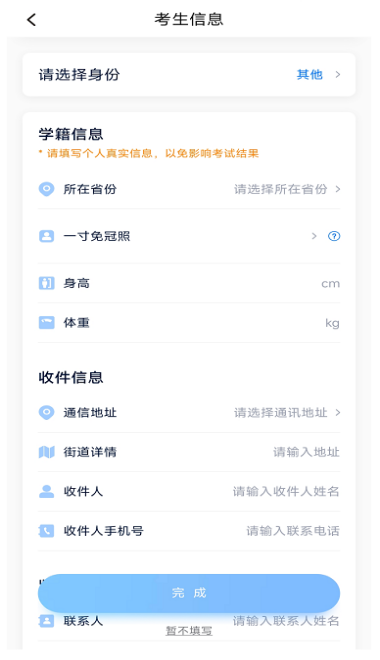 考生信息
请选择身份 其他
学籍信息
* 请填写个人真实信息，以免影响考试结果
所在省份 请选择所在省份
一寸免冠照 ?
身高 cm
体重 kg
收件信息
通信地址 请选择通讯地址
街道详情 请输入地址
收件人 请输入收件人姓名
收件人手机号 请输入联系电话
完成
联系人 请输入联系人姓名
暂不填写